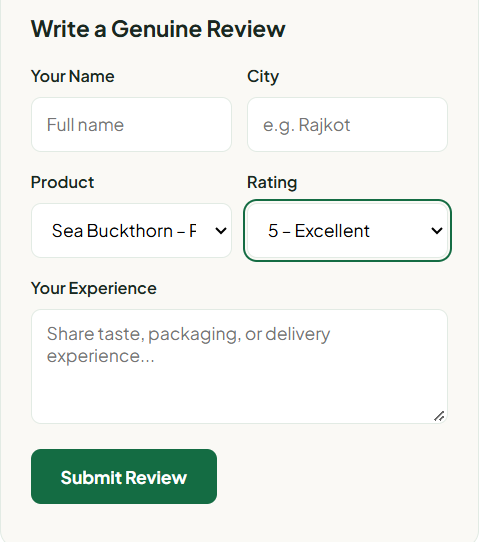 Write a Genuine Review
Your Name City
Full name e.g. Rajkot
Product Rating
Sea Buckthorn – F 5 – Excellent
Your Experience
Share taste, packaging, or delivery
experience...
Submit Review